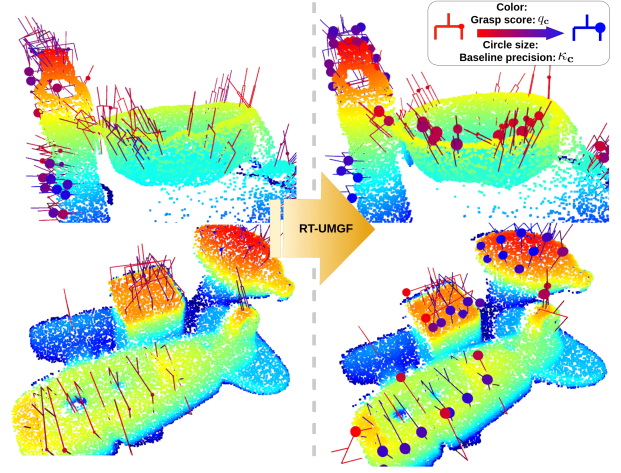 Color:
Grasp score: q_c
Circle size:
Baseline precision: κ_c
RT-UMGF